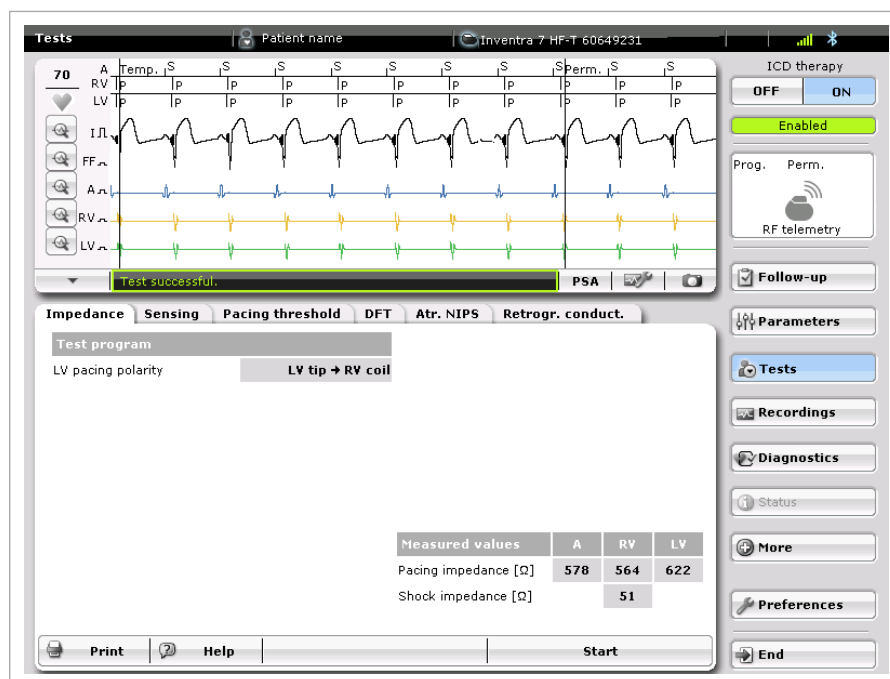 Tests Patient name Inventra 7 HF-T 60649231
70 A Temp. S S S S S S S Perm. S S S
RV P P P P P P P P P P
LV P P P P P P P P P P
I
FF
A
RV
LV
Test successful. PSA
ICD therapy
OFF ON
Enabled
Prog. Perm.
RF telemetry
Follow-up
Parameters
Tests
Recordings
Diagnostics
Status
More
Preferences
End
Impedance Sensing Pacing threshold DFT Atr. NIPS Retrogr. conduct.
Test program
LV pacing polarity LV tip → RV coil
Measured values A RV LV
Pacing impedance [Ω] 578 564 622
Shock impedance [Ω] 51
Print Help Start